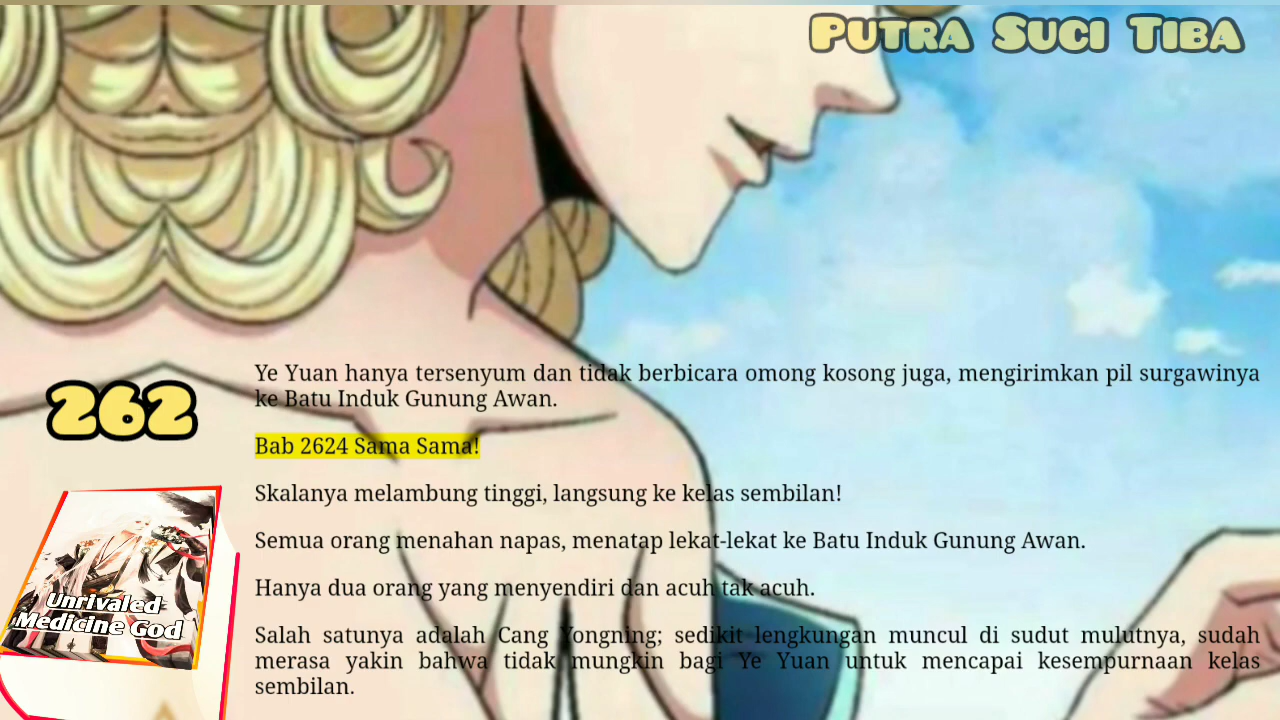 Putra Suci Tiba
Ye Yuan hanya tersenyum dan tidak berbicara omong kosong juga, mengirimkan pil surgawinya
ke Batu Induk Gunung Awan.
262
Bab 2624 Sama Sama!
Skalanya melambung tinggi, langsung ke kelas sembilan!
Semua orang menahan napas, menatap lekat-lekat ke Batu Induk Gunung Awan.
Hanya dua orang yang menyendiri dan acuh tak acuh.
Salah satunya adalah Cang Yongning; sedikit lengkungan muncul di sudut mulutnya, sudah
merasa yakin bahwa tidak mungkin bagi Ye Yuan untuk mencapai kesempurnaan kelas
sembilan.
Unrivaled
Medicine God